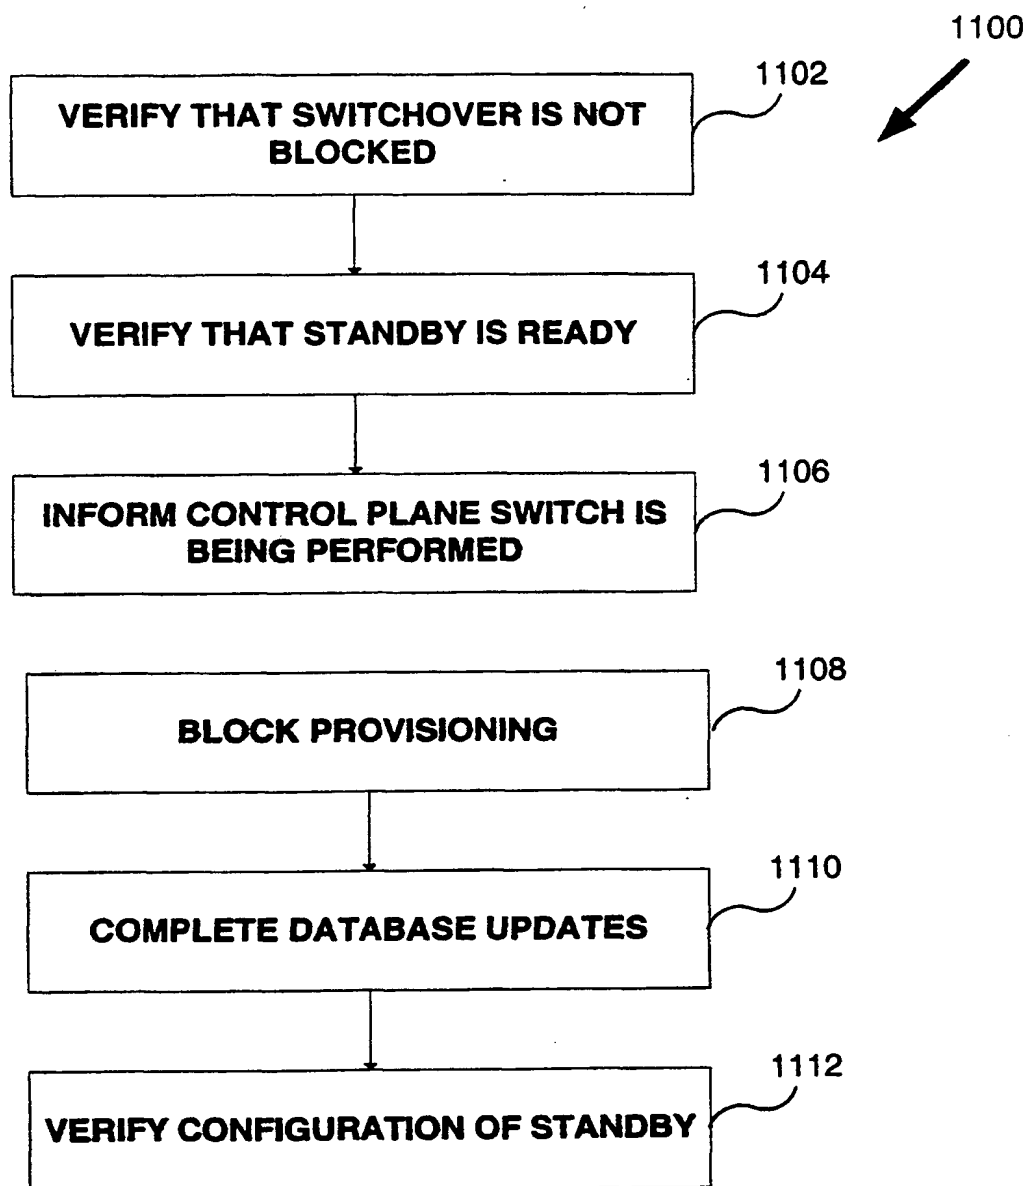 1100
1102
VERIFY THAT SWITCHOVER IS NOT
BLOCKED
1104
VERIFY THAT STANDBY IS READY
1106
INFORM CONTROL PLANE SWITCH IS
BEING PERFORMED
1108
BLOCK PROVISIONING
1110
COMPLETE DATABASE UPDATES
1112
VERIFY CONFIGURATION OF STANDBY